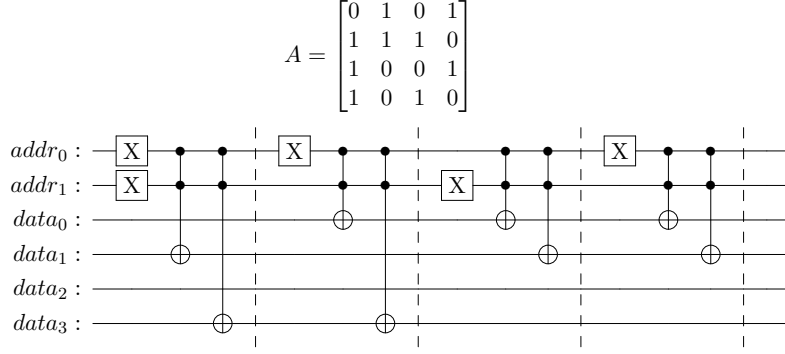 A = [0 1 0 1
1 1 1 0
1 0 0 1
1 0 1 0]
addr0 : X X X
addr1 : X X
data0 :
data1 :
data2 :
data3 :